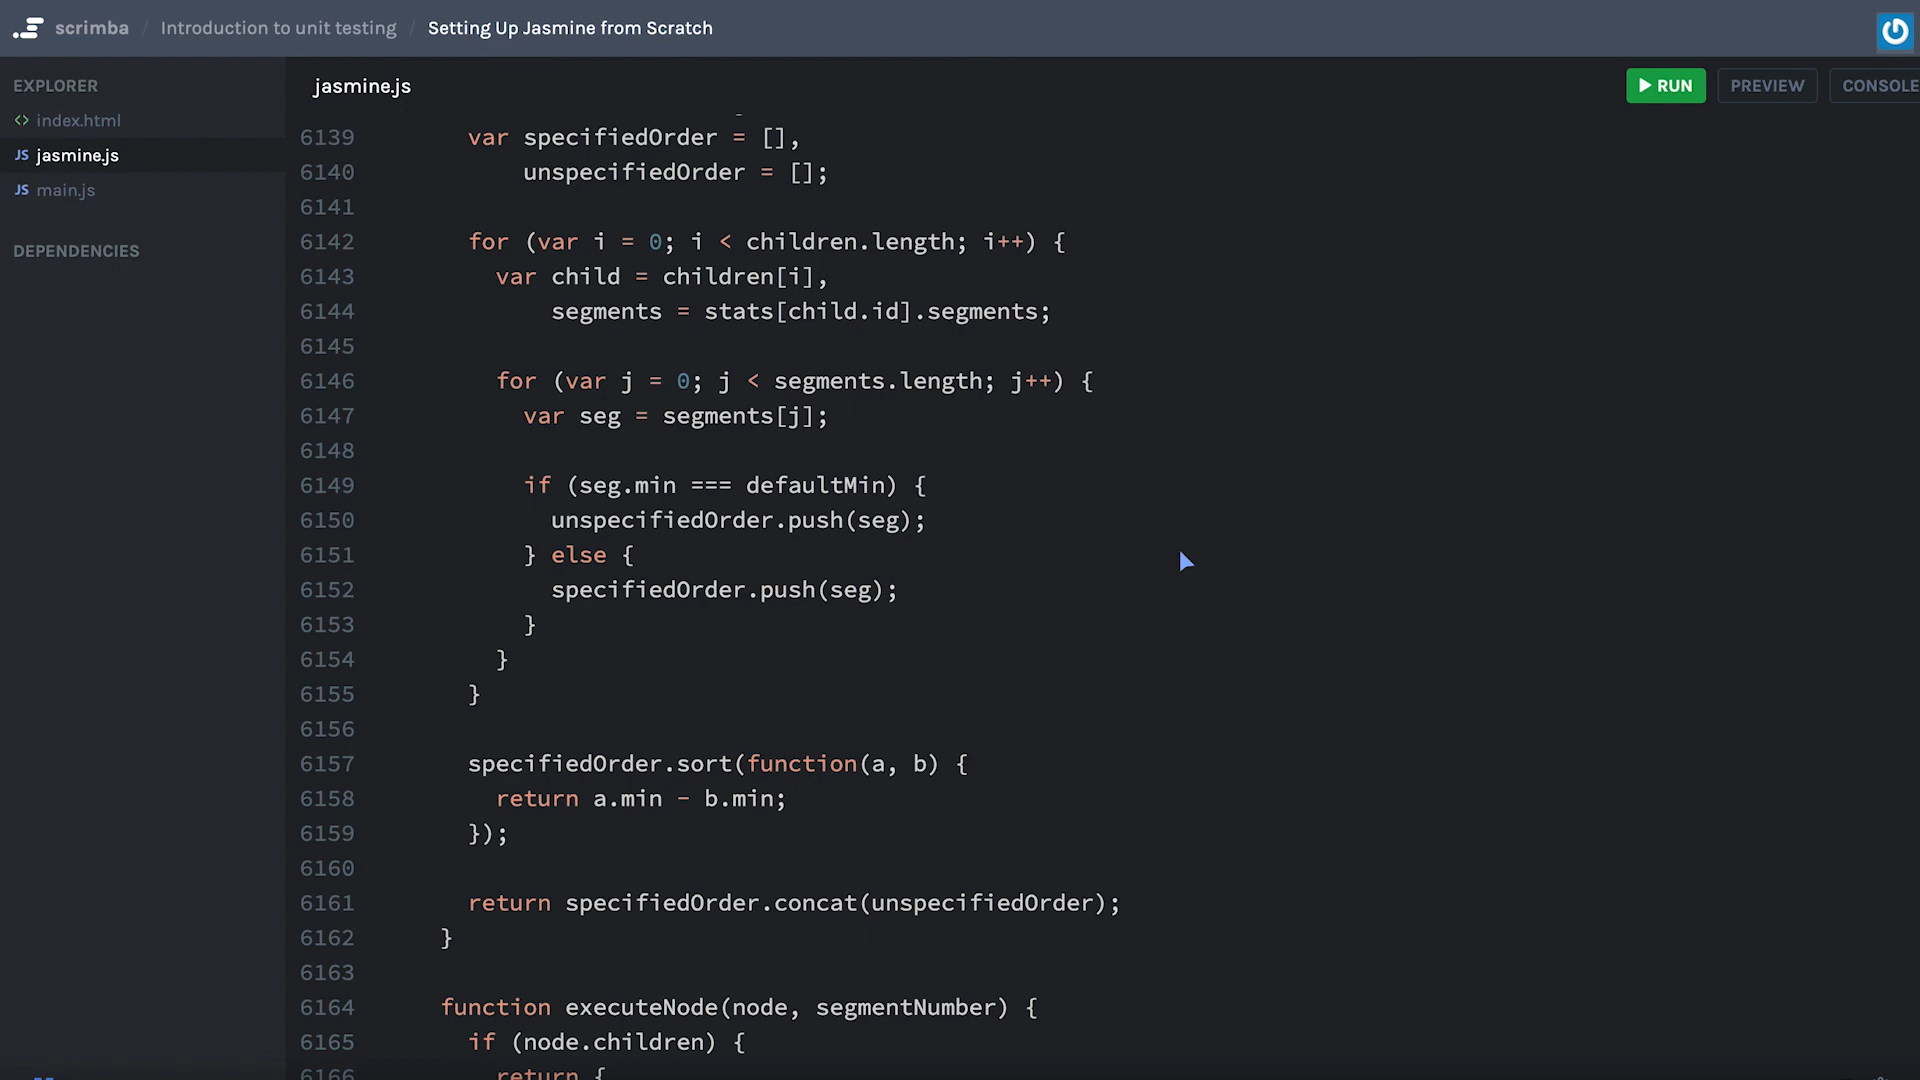 scrimba / Introduction to unit testing / Setting Up Jasmine from Scratch
EXPLORER
<> index.html
JS jasmine.js
JS main.js
DEPENDENCIES
jasmine.js
RUN
PREVIEW
CONSOLE
6139 var specifiedOrder = [],
6140 unspecifiedOrder = [];
6141
6142 for (var i = 0; i < children.length; i++) {
6143 var child = children[i],
6144 segments = stats[child.id].segments;
6145
6146 for (var j = 0; j < segments.length; j++) {
6147 var seg = segments[j];
6148
6149 if (seg.min === defaultMin) {
6150 unspecifiedOrder.push(seg);
6151 } else {
6152 specifiedOrder.push(seg);
6153 }
6154 }
6155 }
6156
6157 specifiedOrder.sort(function(a, b) {
6158 return a.min - b.min;
6159 });
6160
6161 return specifiedOrder.concat(unspecifiedOrder);
6162 }
6163
6164 function executeNode(node, segmentNumber) {
6165 if (node.children) {
6166 return {